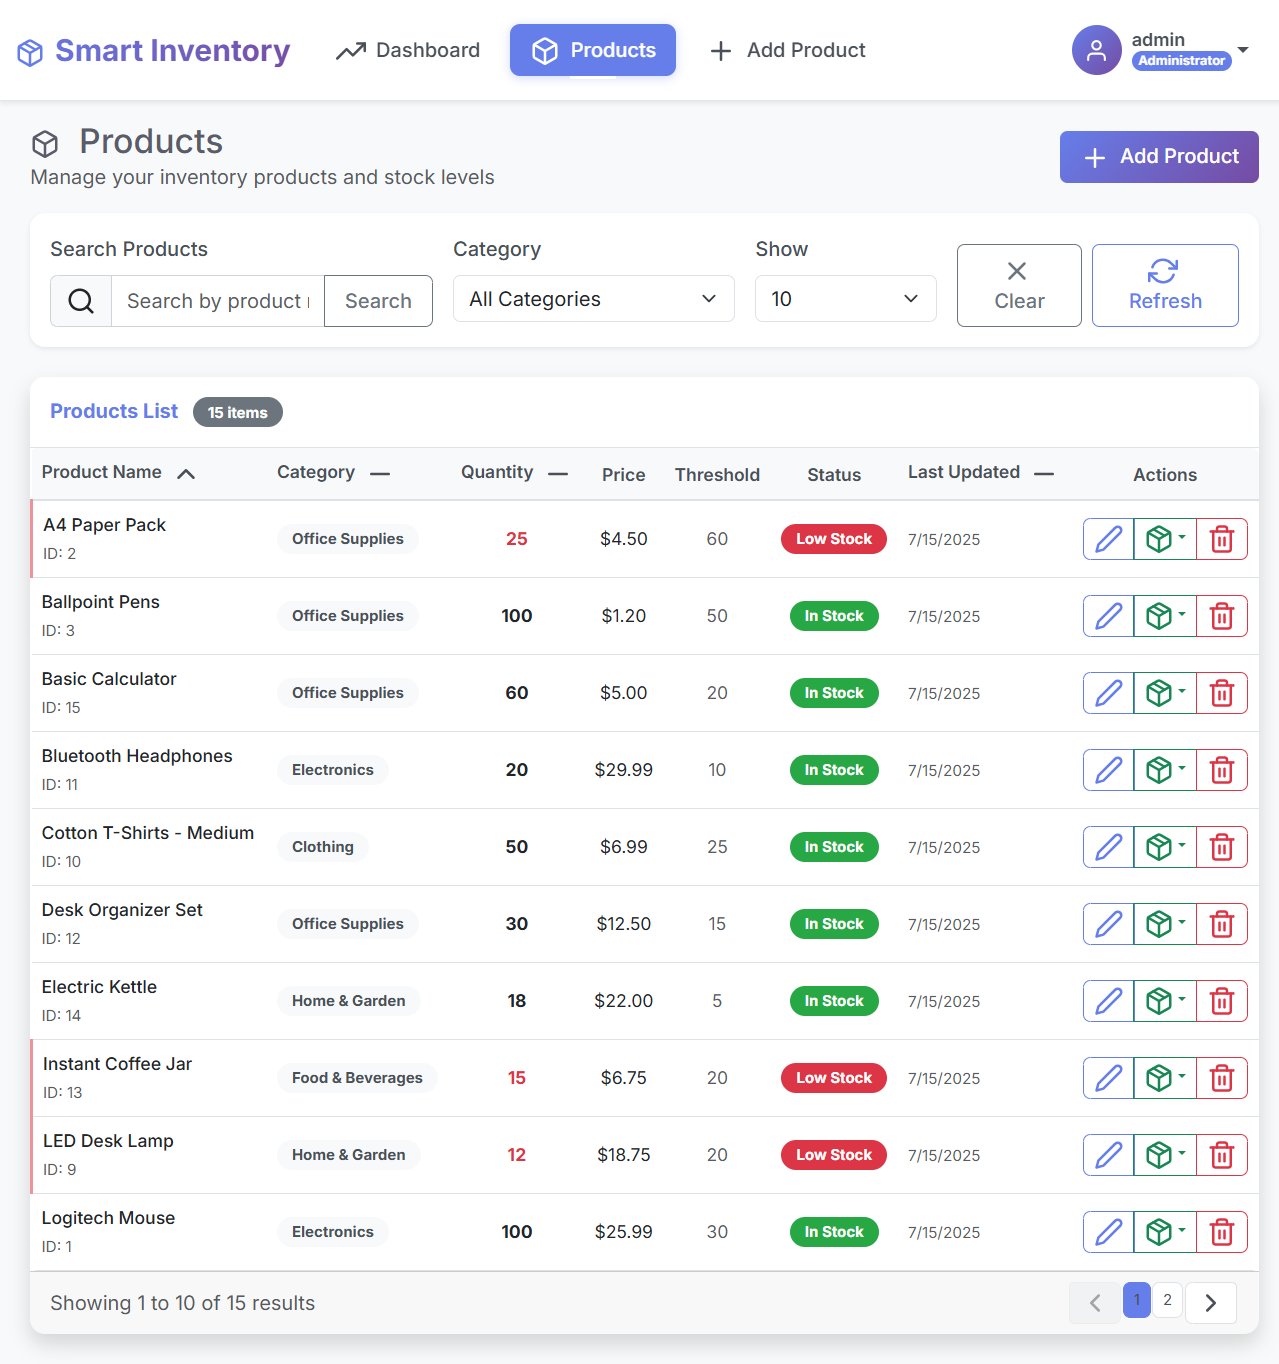 Smart Inventory
Dashboard
Products
Add Product
admin
Administrator
Products
Manage your inventory products and stock levels
Add Product
Search Products
Category
Show
Search by product
Search
All Categories
10
Clear
Refresh
Products List
15 items
Product Name
Category
Quantity
Price
Threshold
Status
Last Updated
Actions
A4 Paper Pack
ID: 2
Office Supplies
25
$4.50
60
Low Stock
7/15/2025
Ballpoint Pens
ID: 3
Office Supplies
100
$1.20
50
In Stock
7/15/2025
Basic Calculator
ID: 15
Office Supplies
60
$5.00
20
In Stock
7/15/2025
Bluetooth Headphones
ID: 11
Electronics
20
$29.99
10
In Stock
7/15/2025
Cotton T-Shirts - Medium
ID: 10
Clothing
50
$6.99
25
In Stock
7/15/2025
Desk Organizer Set
ID: 12
Office Supplies
30
$12.50
15
In Stock
7/15/2025
Electric Kettle
ID: 14
Home & Garden
18
$22.00
5
In Stock
7/15/2025
Instant Coffee Jar
ID: 13
Food & Beverages
15
$6.75
20
Low Stock
7/15/2025
LED Desk Lamp
ID: 9
Home & Garden
12
$18.75
20
Low Stock
7/15/2025
Logitech Mouse
ID: 1
Electronics
100
$25.99
30
In Stock
7/15/2025
Showing 1 to 10 of 15 results
1
2